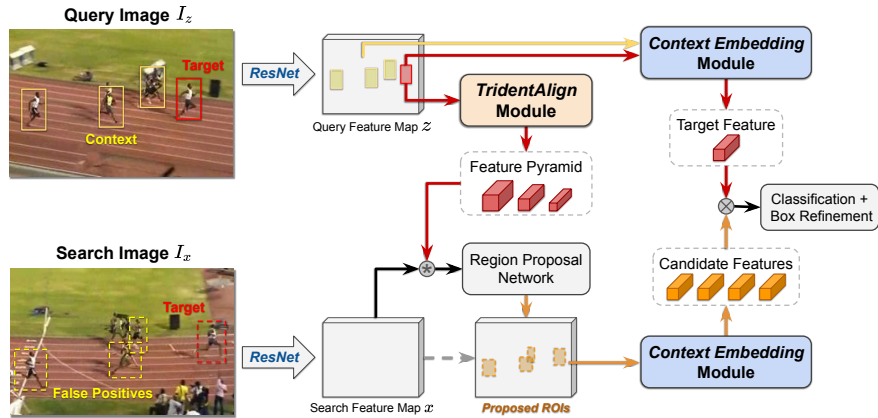 Query Image I_z
Target
Context
ResNet
Query Feature Map z
TridentAlign
Module
Feature Pyramid
Context Embedding
Module
Target Feature
Classification +
Box Refinement
Search Image I_x
Target
False Positives
ResNet
Search Feature Map x
Region Proposal
Network
Proposed ROIs
Candidate Features
Context Embedding
Module